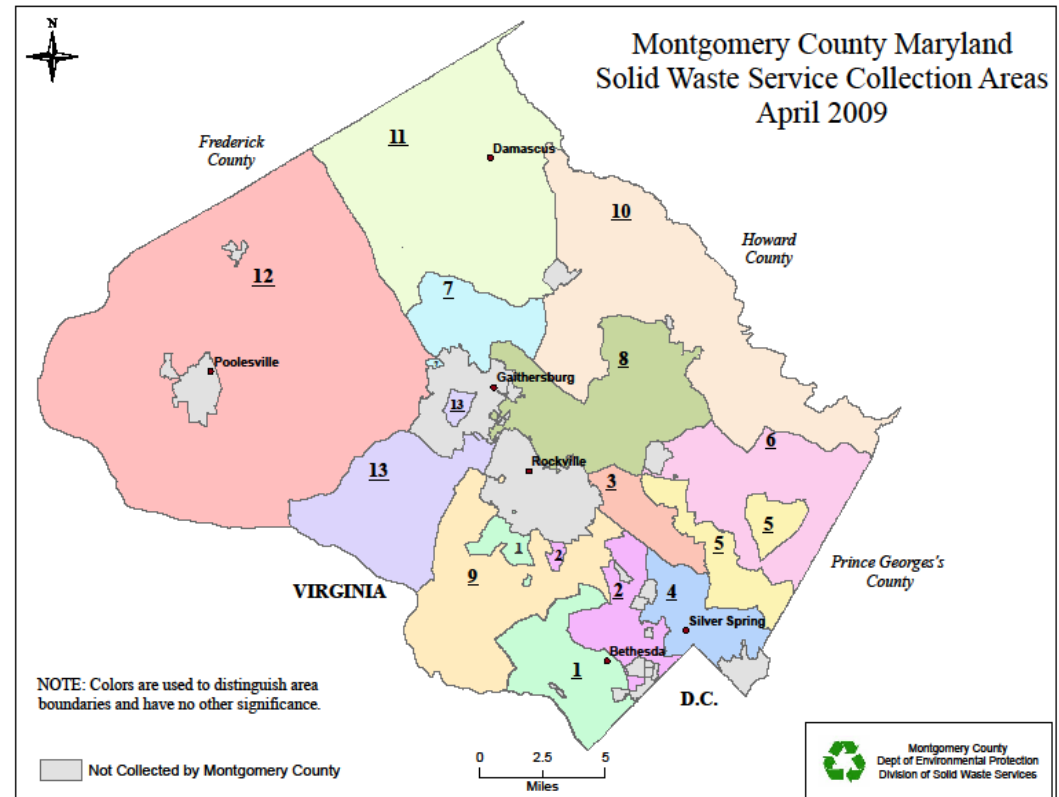 N
Montgomery County Maryland
Solid Waste Service Collection Areas
April 2009
Frederick
County
11
Damascus
10
Howard
County
12
7
8
Poolesville
Gaithersburg
13
6
13
Rockville
3
5
5
1
2
Prince Georges's
County
9
VIRGINIA
2
4
Silver Spring
Bethesda
1
D.C.
NOTE: Colors are used to distinguish area
boundaries and have no other significance.
Not Collected by Montgomery County
0 2.5 5
Miles
Montgomery County
Dept of Environmental Protection
Division of Solid Waste Services